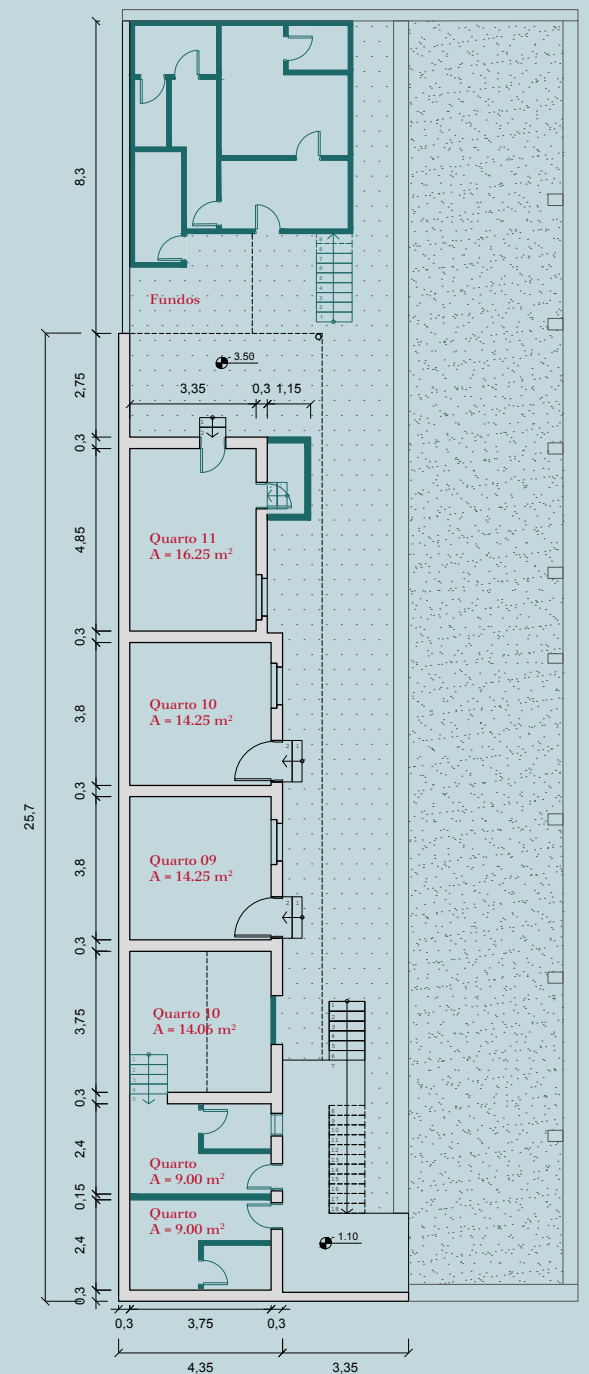 8,3
Fundos
- 3.50
3,35
0,3
1,15
2,75
0,3
Quarto 11
A = 16.25 m²
4,85
0,3
Quarto 10
A = 14.25 m²
3,8
0,3
25,7
Quarto 09
A = 14.25 m²
3,8
0,3
Quarto 10
A = 14.06 m²
3,75
0,3
2,4
Quarto
A = 9.00 m²
0,15
Quarto
A = 9.00 m²
2,4
- 1.10
0,3
0,3
3,75
0,3
4,35
3,35